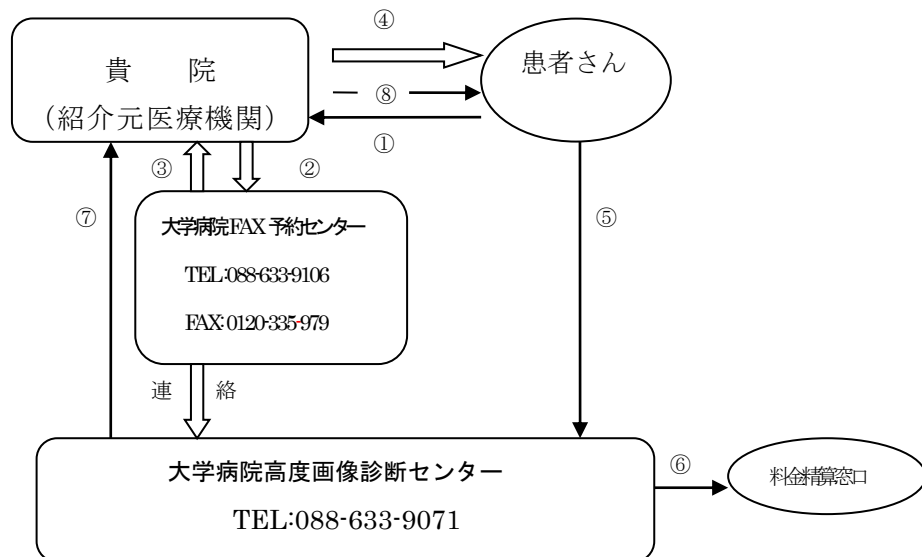 ④
貴 院
(紹介元医療機関)
患者さん
⑧
①
③
②
⑦
大学病院FAX予約センター
TEL:088-633-9106
FAX:0120-335-979
⑤
連 絡
大学病院高度画像診断センター
TEL:088-633-9071
⑥
料金精算窓口